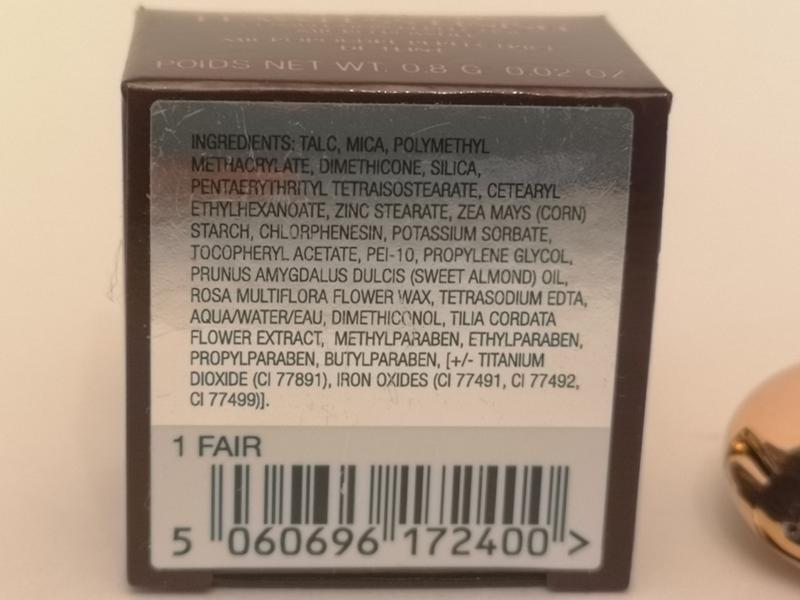 DE TEINT
POIDS NET WT. 0.8 G 0.02 OZ
INGREDIENTS: TALC, MICA, POLYMETHYL
METHACRYLATE, DIMETHICONE, SILICA,
PENTAERYTHRITYL TETRAISOSTEARATE, CETEARYL
ETHYLHEXANOATE, ZINC STEARATE, ZEA MAYS (CORN)
STARCH, CHLORPHENESIN, POTASSIUM SORBATE,
TOCOPHERYL ACETATE, PEI-10, PROPYLENE GLYCOL,
PRUNUS AMYGDALUS DULCIS (SWEET ALMOND) OIL,
ROSA MULTIFLORA FLOWER WAX, TETRASODIUM EDTA,
AQUA/WATER/EAU, DIMETHICONOL, TILIA CORDATA
FLOWER EXTRACT, METHYLPARABEN, ETHYLPARABEN,
PROPYLPARABEN, BUTYLPARABEN, [+/- TITANIUM
DIOXIDE (CI 77891), IRON OXIDES (CI 77491, CI 77492,
CI 77499)].
1 FAIR
5 060696 172400 >